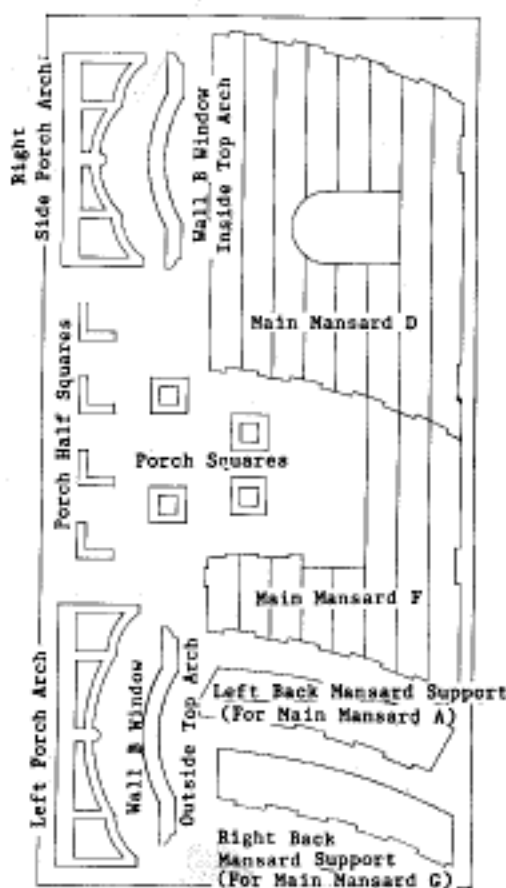 Right
Side Porch Arch
Wall B Window
Inside Top Arch
Main Mansard D
Porch Half Squares
Porch Squares
Main Mansard F
Left Porch Arch
Wall B Window
Outside Top Arch
Left Back Mansard Support
(For Main Mansard A)
Right Back
Mansard Support
(For Main Mansard G)